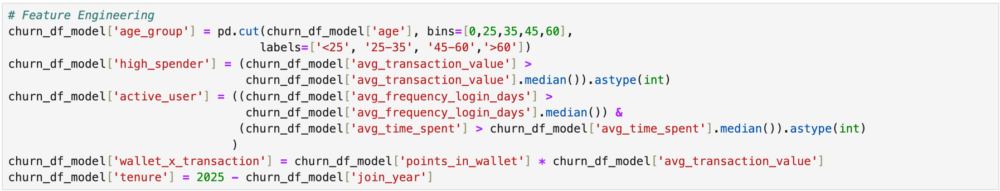 # Feature Engineering
churn_df_model['age_group'] = pd.cut(churn_df_model['age'], bins=[0,25,35,45,60],
                                     labels=['<25', '25-35', '45-60','>60'])
churn_df_model['high_spender'] = (churn_df_model['avg_transaction_value'] >
                                   churn_df_model['avg_transaction_value'].median()).astype(int)
churn_df_model['active_user'] = ((churn_df_model['avg_frequency_login_days'] >
                                   churn_df_model['avg_frequency_login_days'].median()) &
                                  (churn_df_model['avg_time_spent'] > churn_df_model['avg_time_spent'].median()).astype(int)
                                 )
churn_df_model['wallet_x_transaction'] = churn_df_model['points_in_wallet'] * churn_df_model['avg_transaction_value']
churn_df_model['tenure'] = 2025 - churn_df_model['join_year']